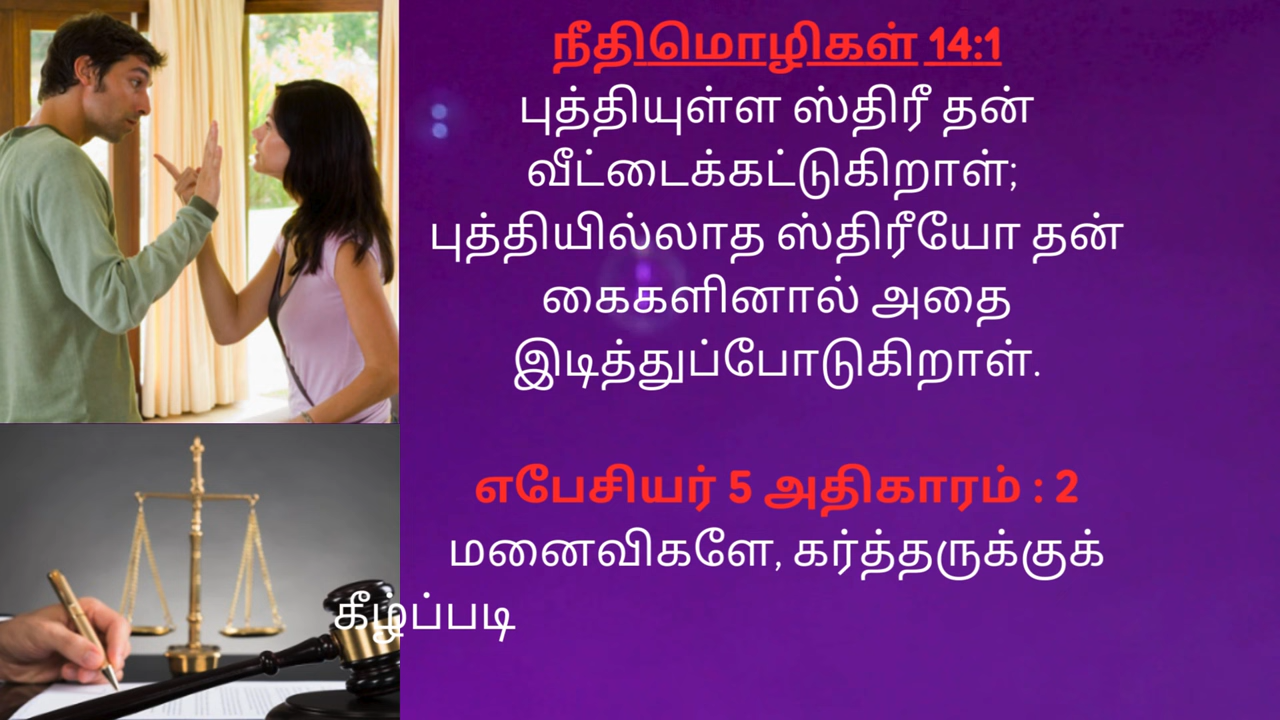 நீதிமொழிகள் 14:1
புத்தியுள்ள ஸ்திரீ தன்
வீட்டைக்கட்டுகிறாள்;
புத்தியில்லாத ஸ்திரீயோ தன்
கைகளினால் அதை
இடித்துப்போடுகிறாள்.
எபேசியர் 5 அதிகாரம் : 2
மனைவிகளே, கர்த்தருக்குக்
கீழ்ப்படி